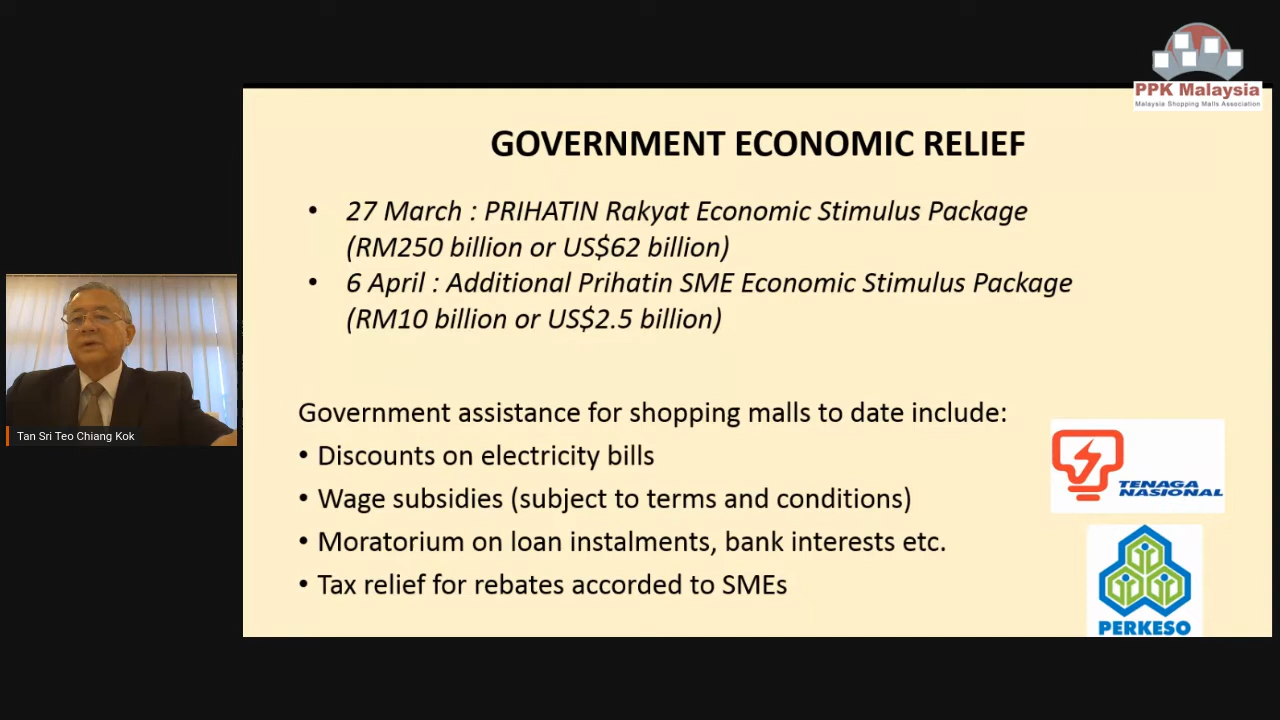 PPK Malaysia
Malaysia Shopping Malls Association
GOVERNMENT ECONOMIC RELIEF
• 27 March : PRIHATIN Rakyat Economic Stimulus Package
(RM250 billion or US$62 billion)
• 6 April : Additional Prihatin SME Economic Stimulus Package
(RM10 billion or US$2.5 billion)
Government assistance for shopping malls to date include:
• Discounts on electricity bills
• Wage subsidies (subject to terms and conditions)
• Moratorium on loan instalments, bank interests etc.
• Tax relief for rebates accorded to SMEs
TENAGA
NASIONAL
PERKESO
Tan Sri Teo Chiang Kok